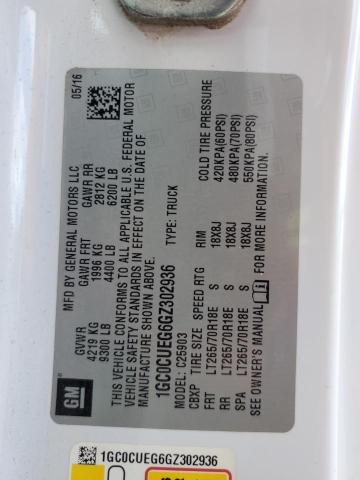 05/16
MFD BY GENERAL MOTORS LLC
GVWR GAWR FRT GAWR RR
4219 KG 1996 KG 2812 KG
9300 LB 4400 LB 6200 LB
THIS VEHICLE CONFORMS TO ALL APPLICABLE U.S. FEDERAL MOTOR
VEHICLE SAFETY STANDARDS IN EFFECT ON THE DATE OF
MANUFACTURE SHOWN ABOVE.
1GC0CUEG6GZ302936 TYPE: TRUCK
MODEL: C25903
CBXP TIRE SIZE SPEED RTG RIM COLD TIRE PRESSURE
FRT LT265/70R18E S 18X8J 420KPA(60PSI)
RR LT265/70R18E S 18X8J 480KPA(70PSI)
SPA LT265/70R18E S 18X8J 550KPA(80PSI)
SEE OWNER'S MANUAL FOR MORE INFORMATION.
GM
1GC0CUEG6GZ302936